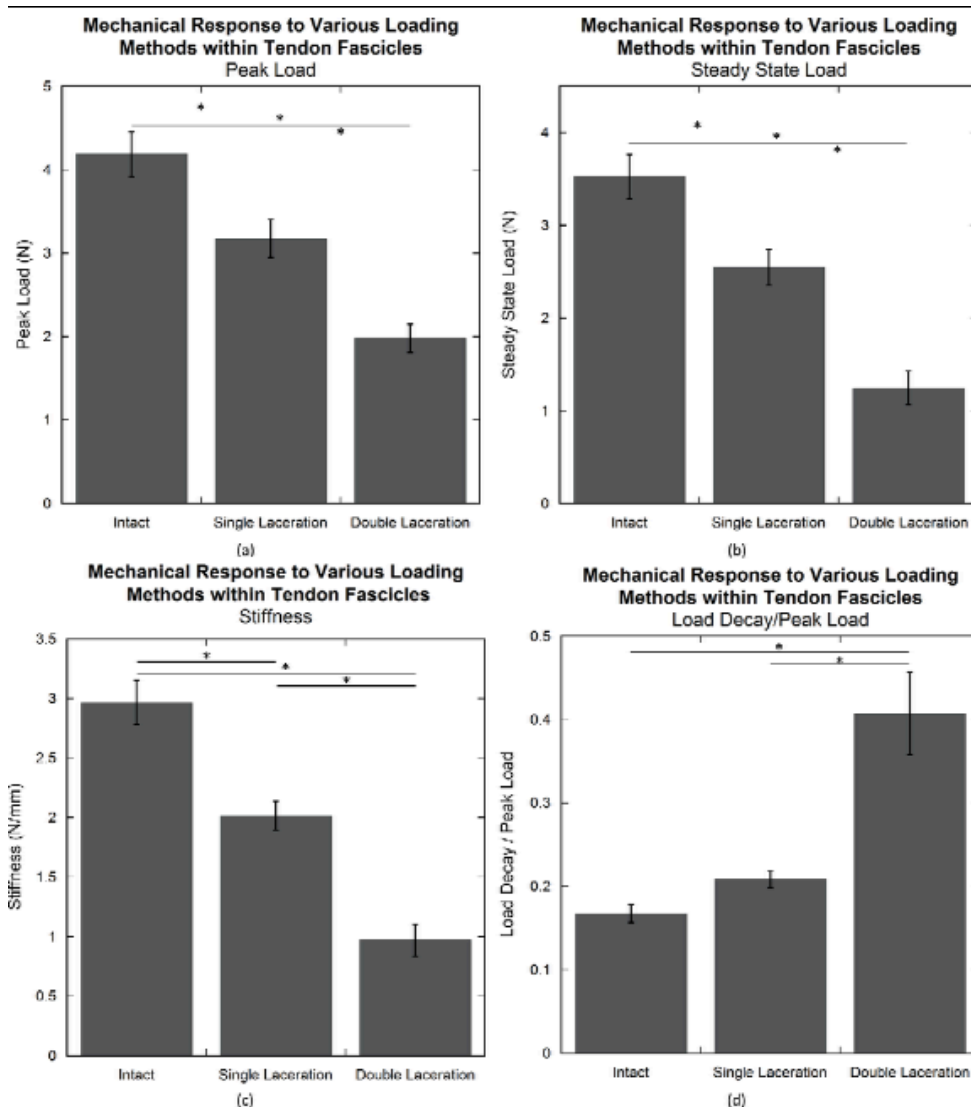 Mechanical Response to Various Loading
Methods within Tendon Fascicles
Peak Load
5
4
3
2
1
0
Peak Load (N)
*
*
*
Intact
Single Laceration
Double Laceration
(a)
Mechanical Response to Various Loading
Methods within Tendon Fascicles
Steady State Load
4
3
2
1
0
Steady State Load (N)
*
*
*
Intact
Single Laceration
Double Laceration
(b)
Mechanical Response to Various Loading
Methods within Tendon Fascicles
Stiffness
3.5
3
2.5
2
1.5
1
0.5
0
Stiffness (N/mm)
*
*
*
Intact
Single Laceration
Double Laceration
(c)
Mechanical Response to Various Loading
Methods within Tendon Fascicles
Load Decay/Peak Load
0.5
0.4
0.3
0.2
0.1
0
Load Decay / Peak Load
*
*
Intact
Single Laceration
Double Laceration
(d)